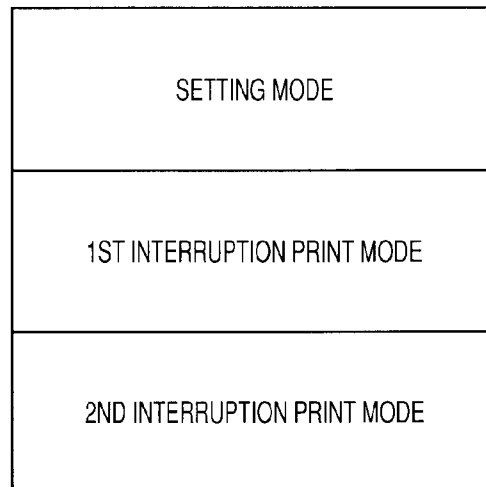 SETTING MODE
1ST INTERRUPTION PRINT MODE
2ND INTERRUPTION PRINT MODE